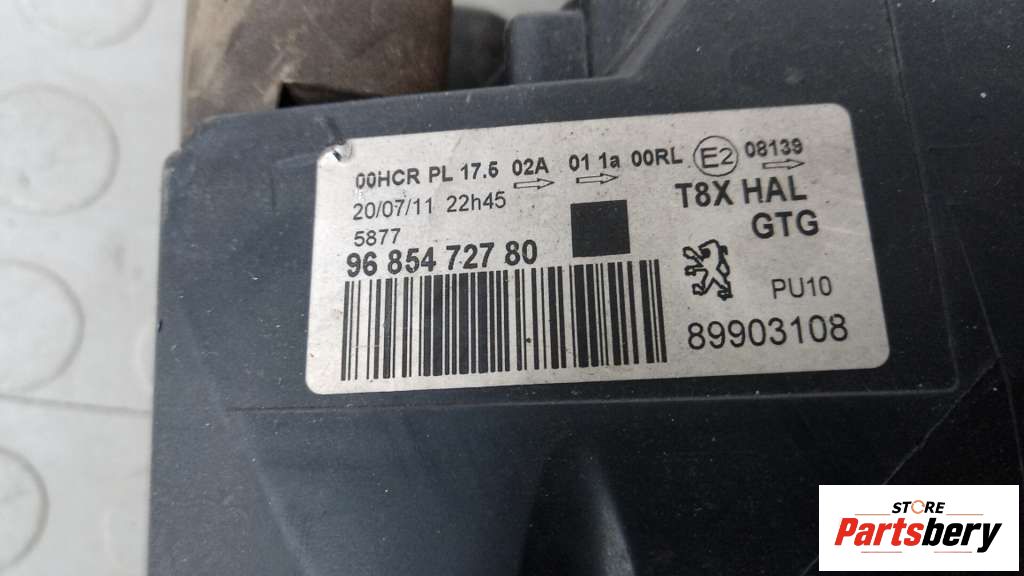 00HCR PL 17.5 02A 01 1a 00RL E2 08139
20/07/11 22h45
5877
96 854 727 80
T8X HAL
GTG
PU10
89903108
STORE
Partsbery